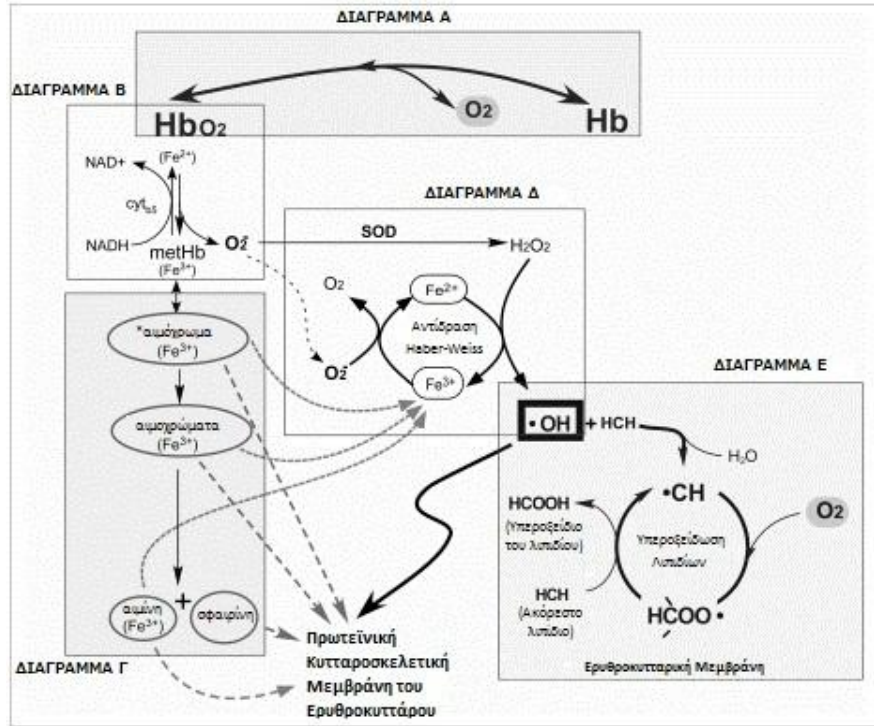 ΔΙΑΓΡΑΜΜΑ Α
ΔΙΑΓΡΑΜΜΑ Β
HbO2
O2
Hb
NAD+
(Fe2+)
cytb5
NADH
metHb
(Fe3+)
O2-
ΔΙΑΓΡΑΜΜΑ Δ
SOD
H2O2
O2
Fe2+
Αντίδραση
Haber-Weiss
O2-
Fe3+
*αιμόχρωμα
(Fe3+)
αιμοχρώματα
(Fe3+)
αιμίνη
(Fe3+)
+
σφαιρίνη
ΔΙΑΓΡΑΜΜΑ Γ
Πρωτεϊνική
Κυτταροσκελετική
Μεμβράνη του
Ερυθροκυττάρου
ΔΙΑΓΡΑΜΜΑ Ε
•OH + HCH
H2O
•CH
HCOOH
(Υπεροξείδιο
του λιπιδίου)
Υπεροξείδωση
Λιπιδίων
O2
HCH
(Ακόρεστο
λιπίδιο)
HCOO•
Ερυθροκυτταρική Μεμβράνη